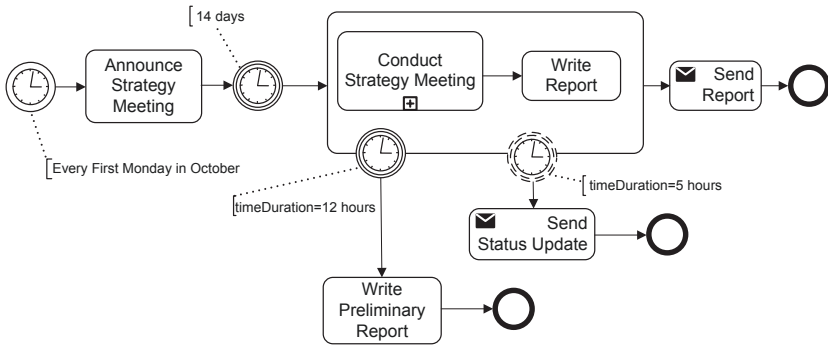 14 days
Announce
Strategy
Meeting
Conduct
Strategy Meeting
Write
Report
Send
Report
Every First Monday in October
timeDuration=12 hours
timeDuration=5 hours
Send
Status Update
Write
Preliminary
Report